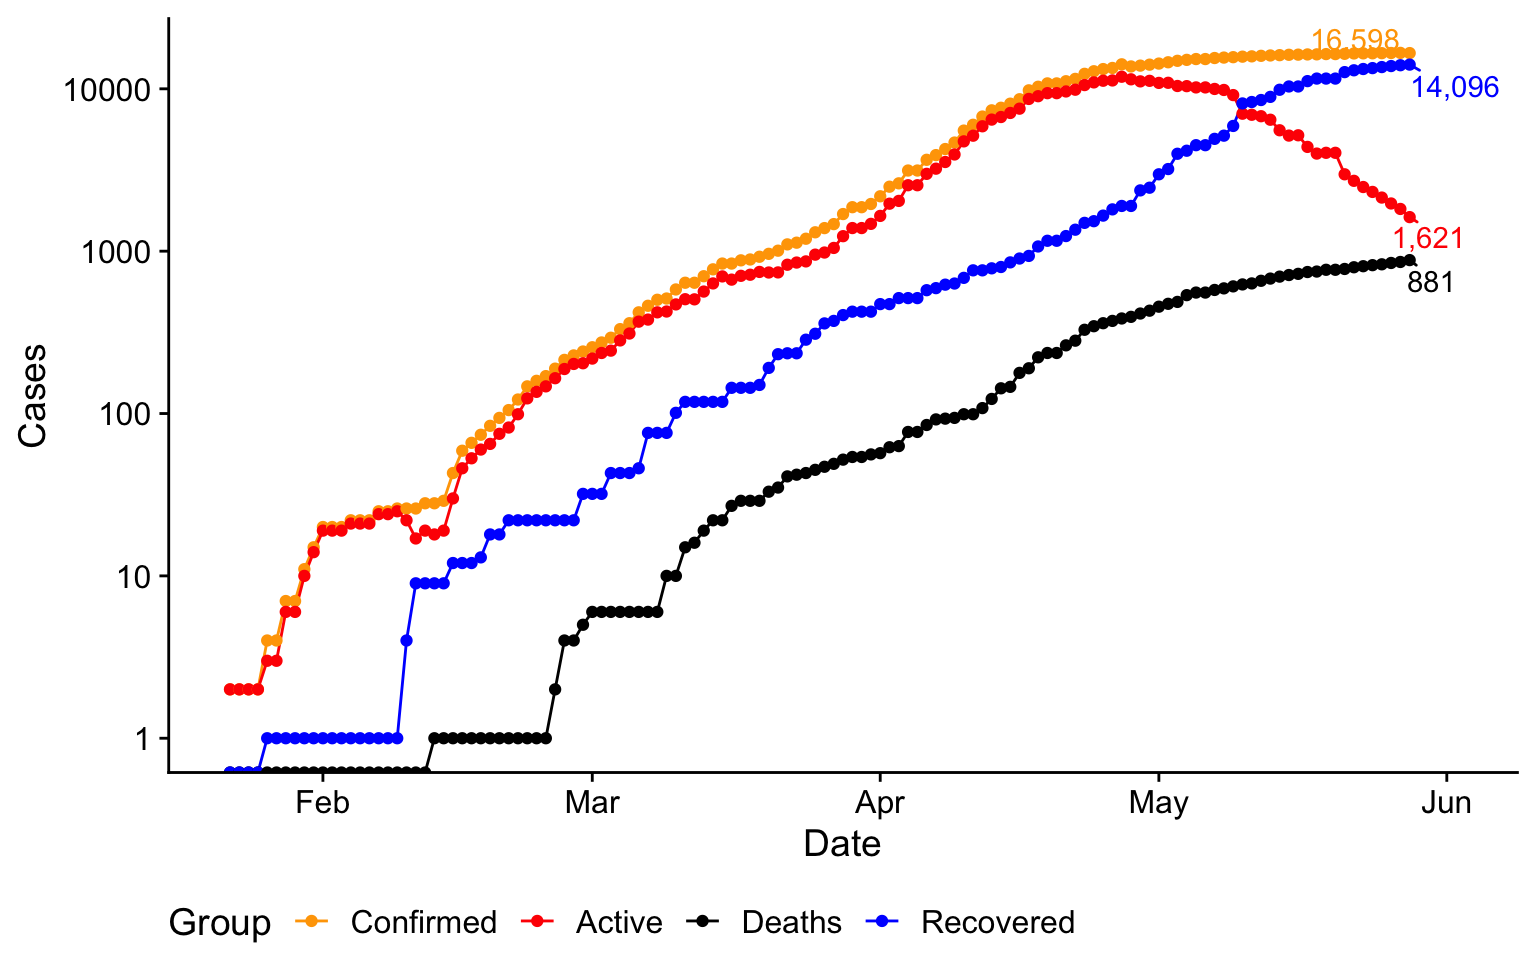 16,598
10000
14,096
1000
1,621
881
Cases
100
10
1
Feb Mar Apr May Jun
Date
Group Confirmed Active Deaths Recovered